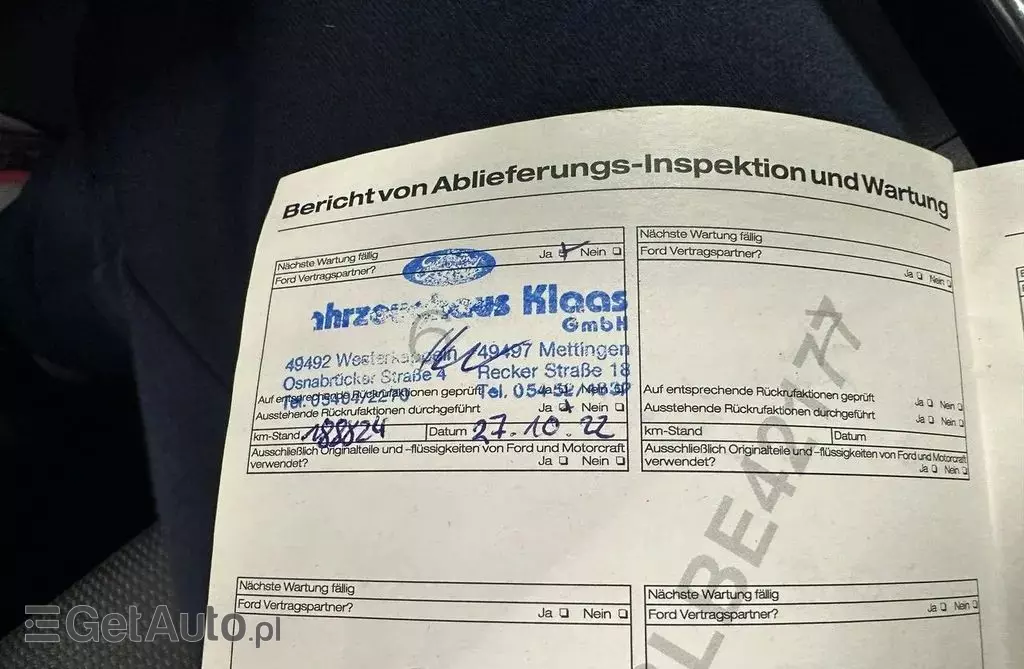 Bericht von Ablieferungs-Inspektion und Wartung
Nächste Wartung fällig
Ford Vertragspartner? Ja Nein
Fahrzeughaus Klaas
GmbH
49492 Westerkappeln 49497 Mettingen
Osnabrücker Straße 4 Recker Straße 18
Tel. Tel.
Auf entsprechende Rückrufaktionen geprüft Ja Nein
Ausstehende Rückrufaktionen durchgeführt Ja Nein
km-Stand 188824 Datum 27.10.22
Ausschließlich Originalteile und -flüssigkeiten von Ford und Motorcraft
verwendet? Ja Nein
Nächste Wartung fällig
Ford Vertragspartner? Ja Nein
Auf entsprechende Rückrufaktionen geprüft Ja Nein
Ausstehende Rückrufaktionen durchgeführt Ja Nein
km-Stand Datum
Ausschließlich Originalteile und -flüssigkeiten von Ford und Motorcraft
verwendet? Ja Nein
LBE4217
Nächste Wartung fällig
Ford Vertragspartner? Ja Nein
Nächste Wartung fällig
Ford Vertragspartner? Ja Nein
GetAuto.pl